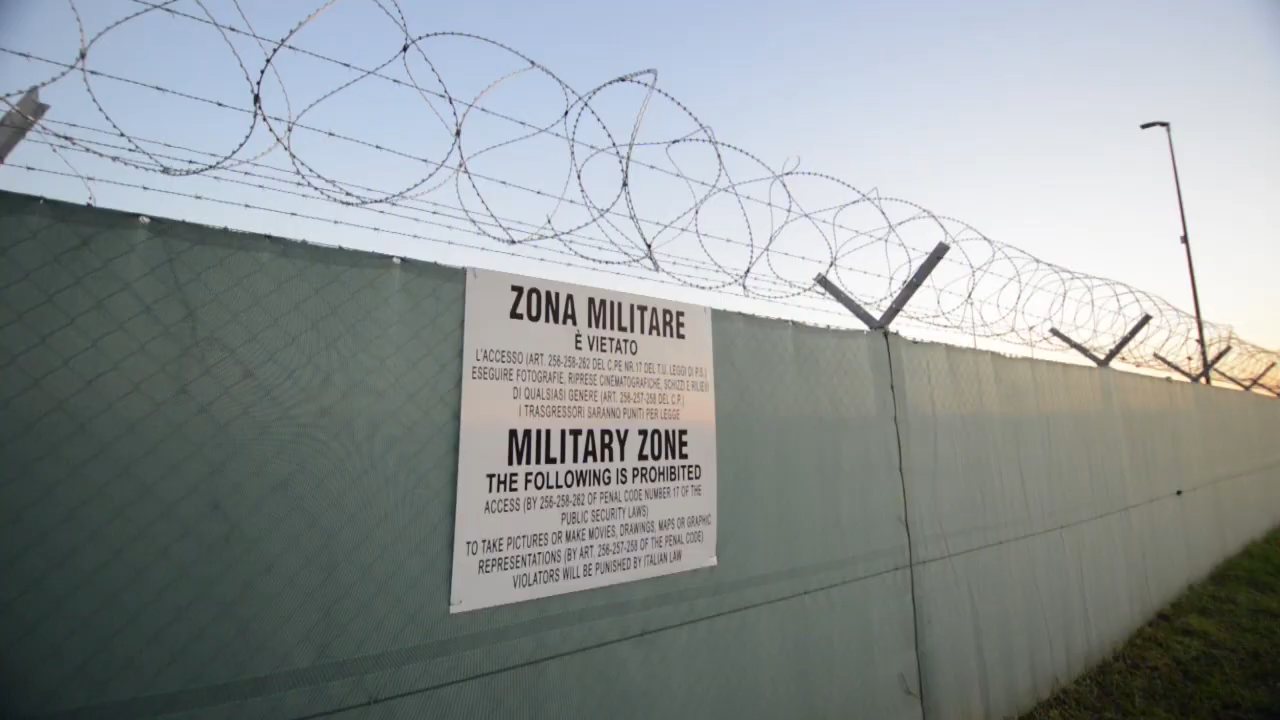 ZONA MILITARE
È VIETATO
L'ACCESSO (ART. 256-258-262 DEL C.PE NR.17 DEL T.U. LEGGI DI P.S.)
ESEGUIRE FOTOGRAFIE, RIPRESE CINEMATOGRAFICHE, SCHIZZI E RILIEVI
DI QUALSIASI GENERE (ART. 256-257-258 DEL C.P.)
I TRASGRESSORI SARANNO PUNITI PER LEGGE
MILITARY ZONE
THE FOLLOWING IS PROHIBITED
ACCESS (BY 256-258-262 OF PENAL CODE NUMBER 17 OF THE
PUBLIC SECURITY LAWS)
TO TAKE PICTURES OR MAKE MOVIES, DRAWINGS, MAPS OR GRAPHIC
REPRESENTATIONS (BY ART. 256-257-258 OF THE PENAL CODE)
VIOLATORS WILL BE PUNISHED BY ITALIAN LAW